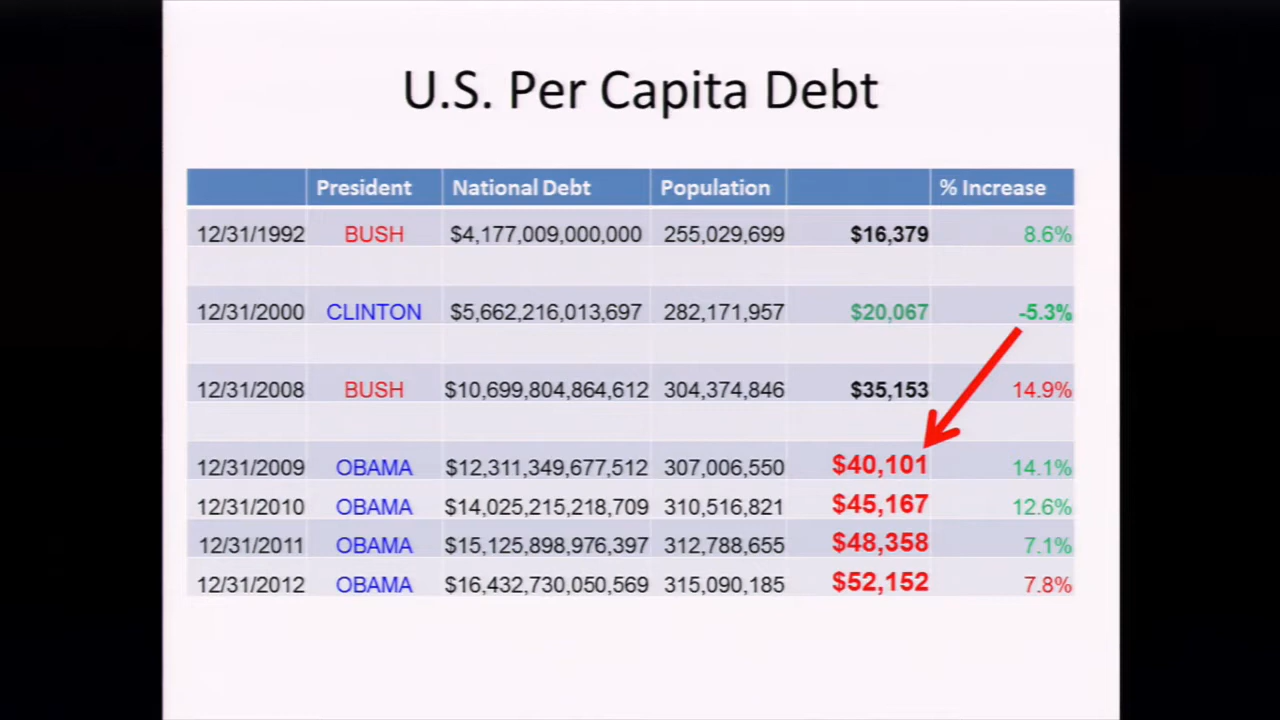 U.S. Per Capita Debt
President National Debt Population % Increase
12/31/1992 BUSH $4,177,009,000,000 255,029,699 $16,379 8.6%
12/31/2000 CLINTON $5,662,216,013,697 282,171,957 $20,067 -5.3%
12/31/2008 BUSH $10,699,804,864,612 304,374,846 $35,153 14.9%
12/31/2009 OBAMA $12,311,349,677,512 307,006,550 $40,101 14.1%
12/31/2010 OBAMA $14,025,215,218,709 310,516,821 $45,167 12.6%
12/31/2011 OBAMA $15,125,898,976,397 312,788,655 $48,358 7.1%
12/31/2012 OBAMA $16,432,730,050,569 315,090,185 $52,152 7.8%